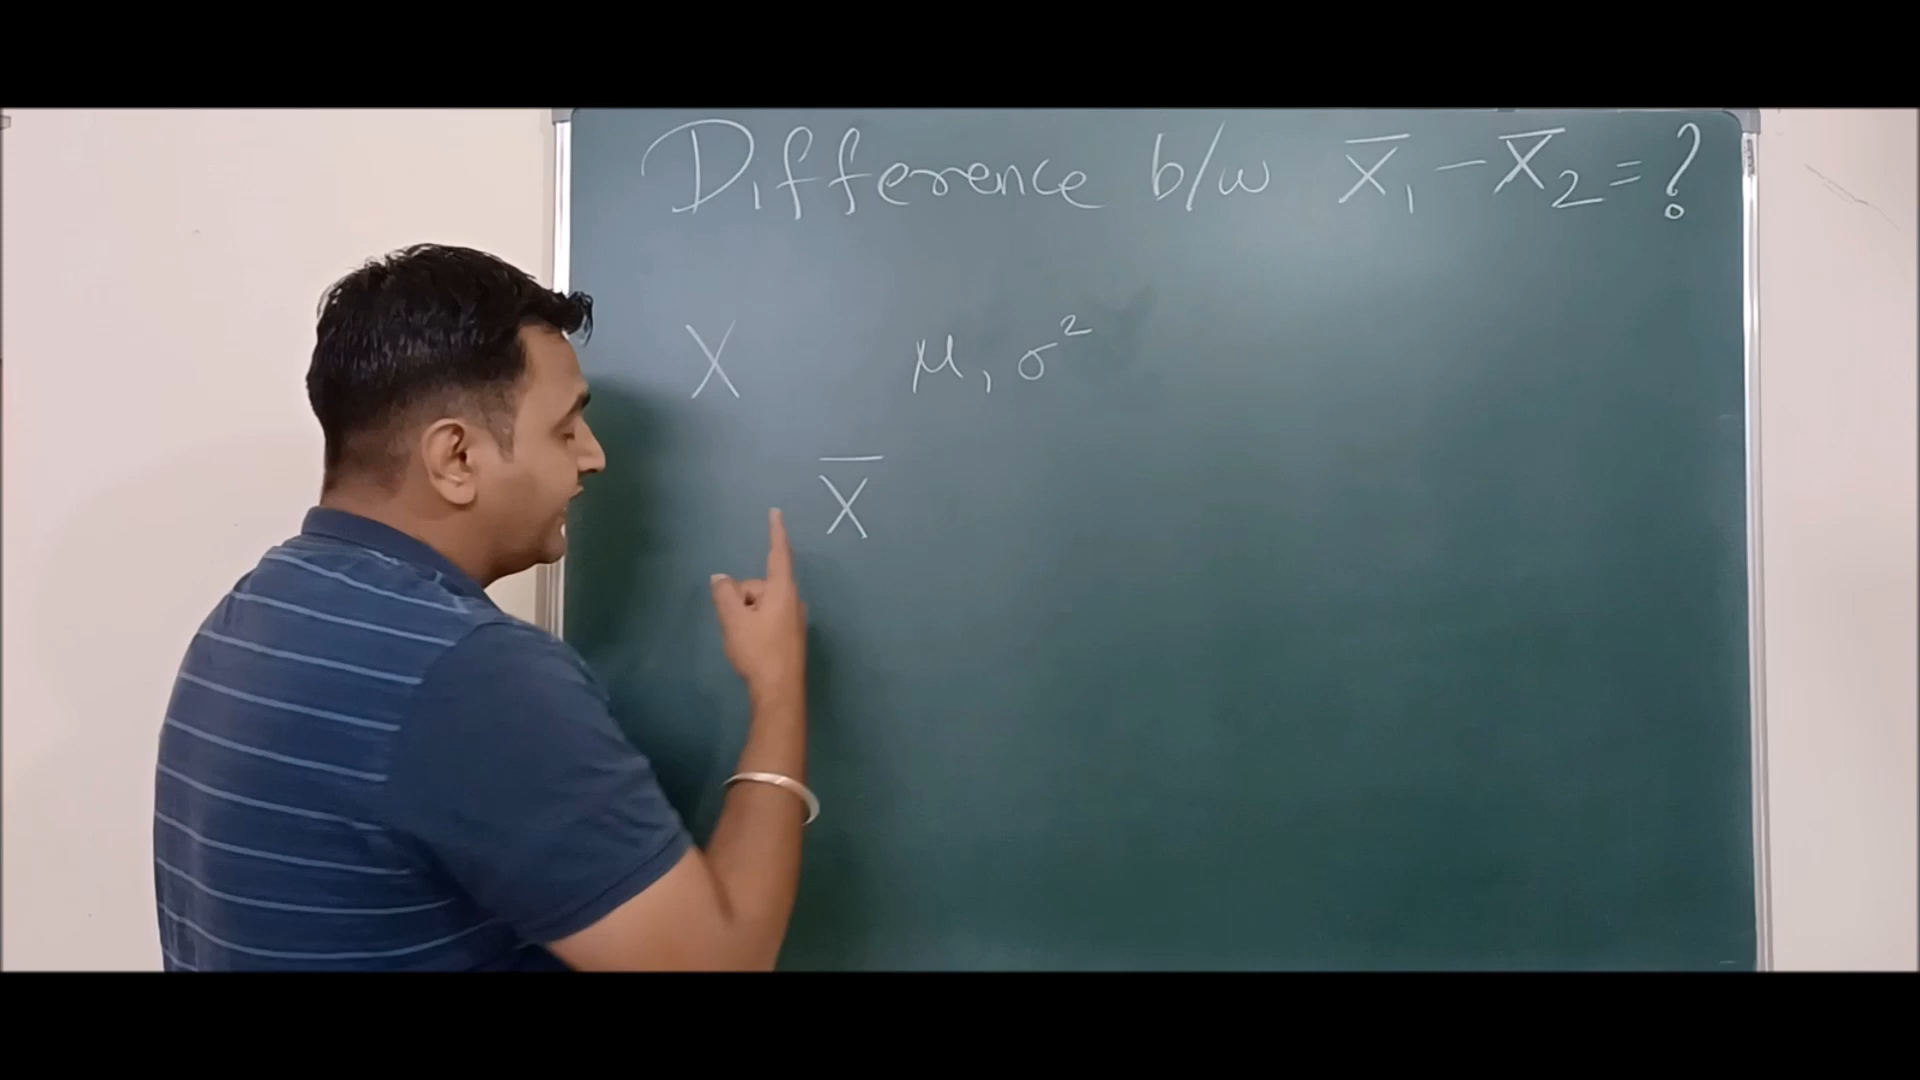 Difference b/w X̄₁ - X̄₂ = ?
X μ, σ²
X̄